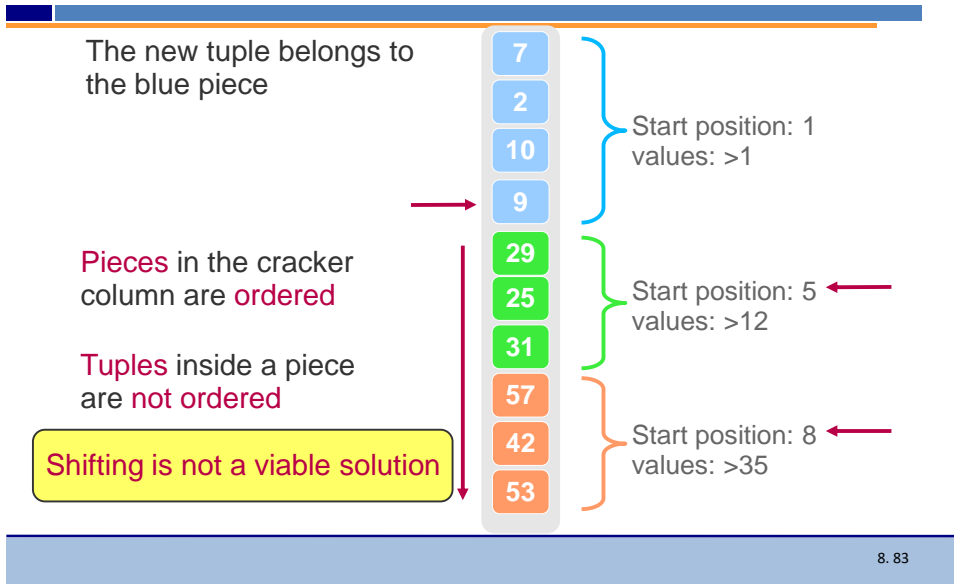 The new tuple belongs to
the blue piece
7
2
10
9
Start position: 1
values: >1
Pieces in the cracker
column are ordered
29
25
31
Start position: 5
values: >12
Tuples inside a piece
are not ordered
57
42
53
Start position: 8
values: >35
Shifting is not a viable solution
8. 83